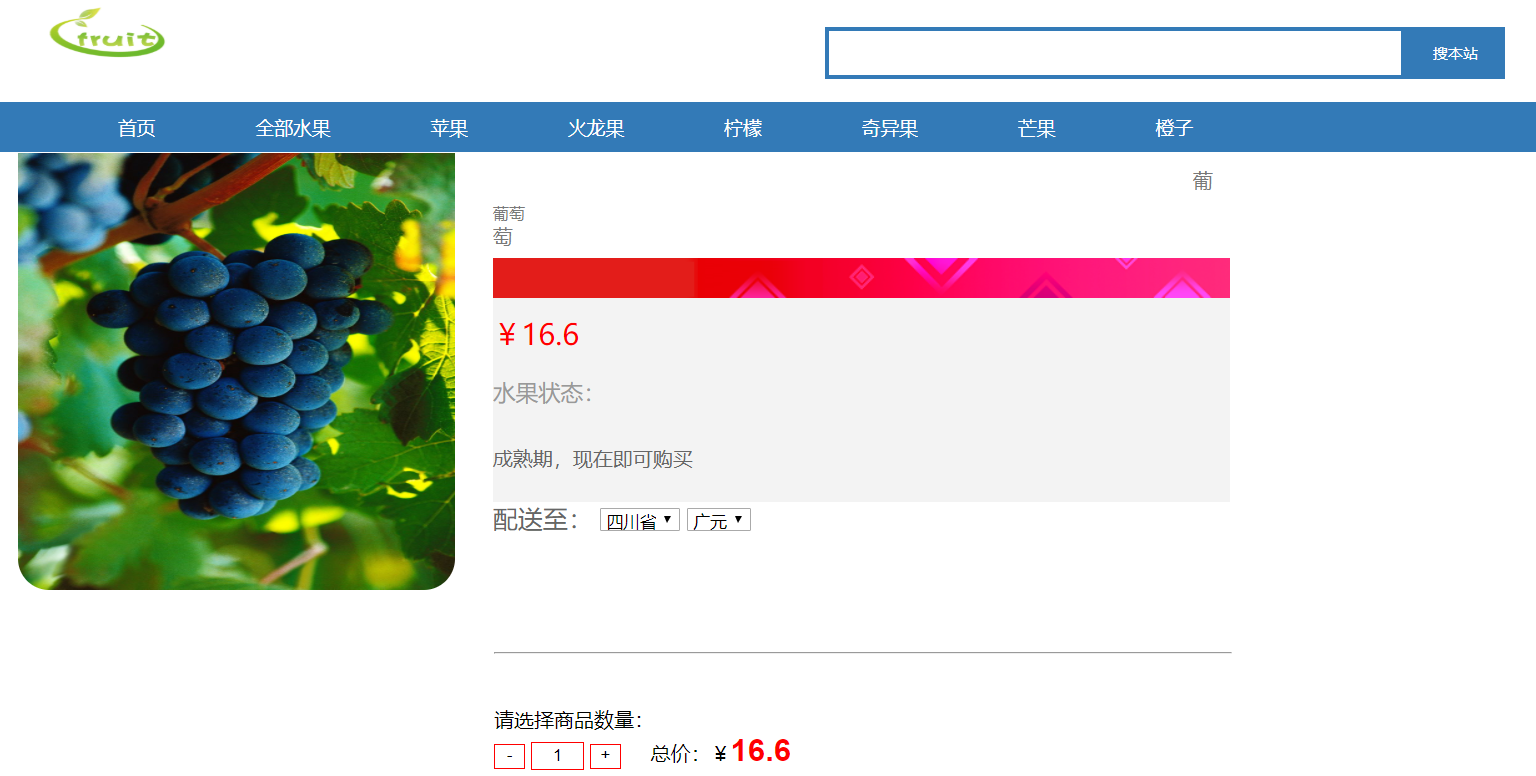 fruit
搜本站
首页 全部水果 苹果 火龙果 柠檬 奇异果 芒果 橙子
葡
葡萄
萄
¥ 16.6
水果状态：
成熟期，现在即可购买
配送至： 四川省 广元
请选择商品数量：
- 1 + 总价：¥ 16.6